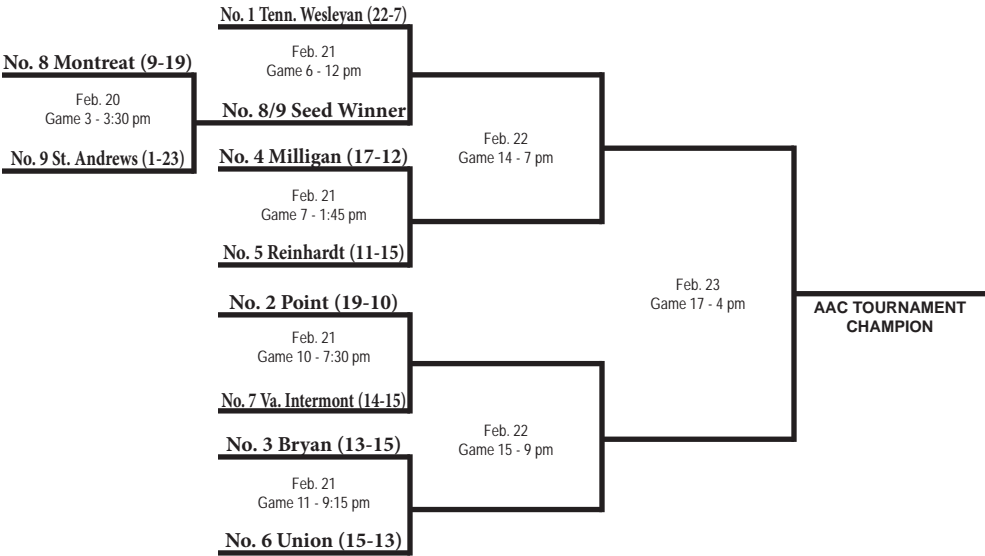 No. 1 Tenn. Wesleyan (22-7)
Feb. 21
Game 6 - 12 pm
No. 8 Montreat (9-19)
Feb. 20
Game 3 - 3:30 pm
No. 9 St. Andrews (1-23)
No. 8/9 Seed Winner
Feb. 22
Game 14 - 7 pm
No. 4 Milligan (17-12)
Feb. 21
Game 7 - 1:45 pm
No. 5 Reinhardt (11-15)
Feb. 23
Game 17 - 4 pm
AAC TOURNAMENT
CHAMPION
No. 2 Point (19-10)
Feb. 21
Game 10 - 7:30 pm
No. 7 Va. Intermont (14-15)
Feb. 22
Game 15 - 9 pm
No. 3 Bryan (13-15)
Feb. 21
Game 11 - 9:15 pm
No. 6 Union (15-13)